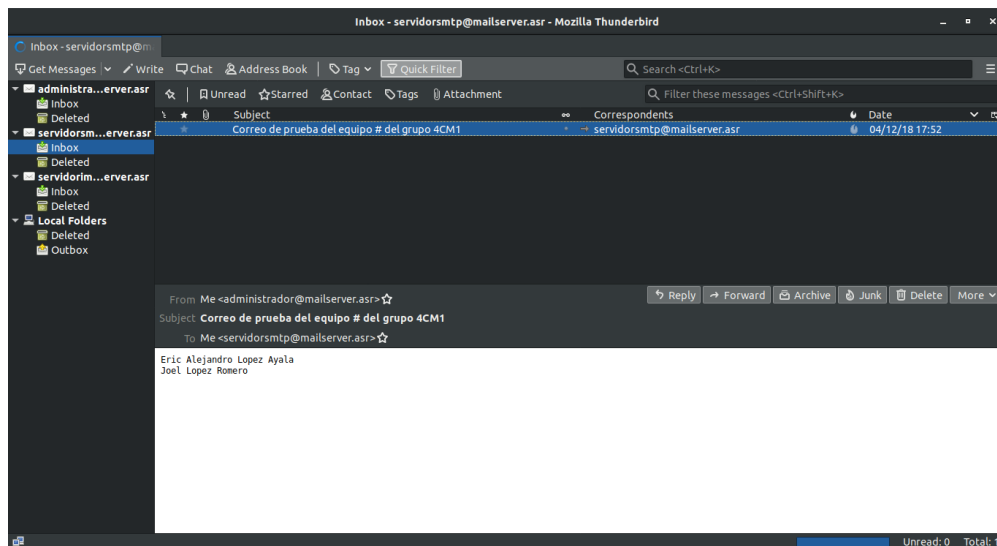 Inbox - servidorsmtp@mailserver.asr - Mozilla Thunderbird
Inbox - servidorsmtp@m
Get Messages Write Chat Address Book Tag Quick Filter Search <Ctrl+K>
administra...erver.asr
Inbox
Deleted
servidorsm...erver.asr
Inbox
Deleted
servidorim...erver.asr
Inbox
Deleted
Local Folders
Deleted
Outbox
Unread Starred Contact Tags Attachment Filter these messages <Ctrl+Shift+K>
Subject Correspondents Date
Correo de prueba del equipo # del grupo 4CM1 servidorsmtp@mailserver.asr 04/12/18 17:52
From Me <administrador@mailserver.asr> Reply Forward Archive Junk Delete More
Subject Correo de prueba del equipo # del grupo 4CM1
To Me <servidorsmtp@mailserver.asr>
Eric Alejandro Lopez Ayala
Joel Lopez Romero
Unread: 0 Total: 1